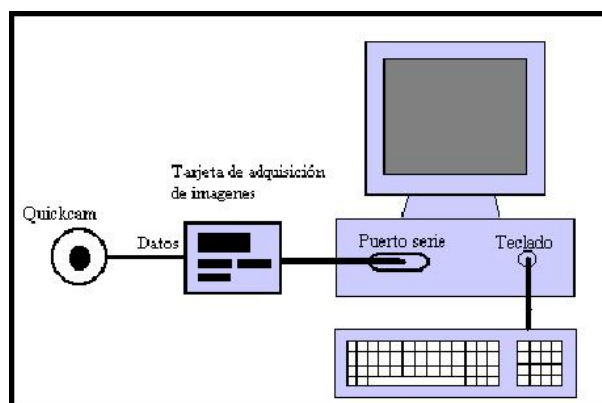 Tarjeta de adquisición
de imagenes
Quickcam
Datos
Puerto serie
Teclado